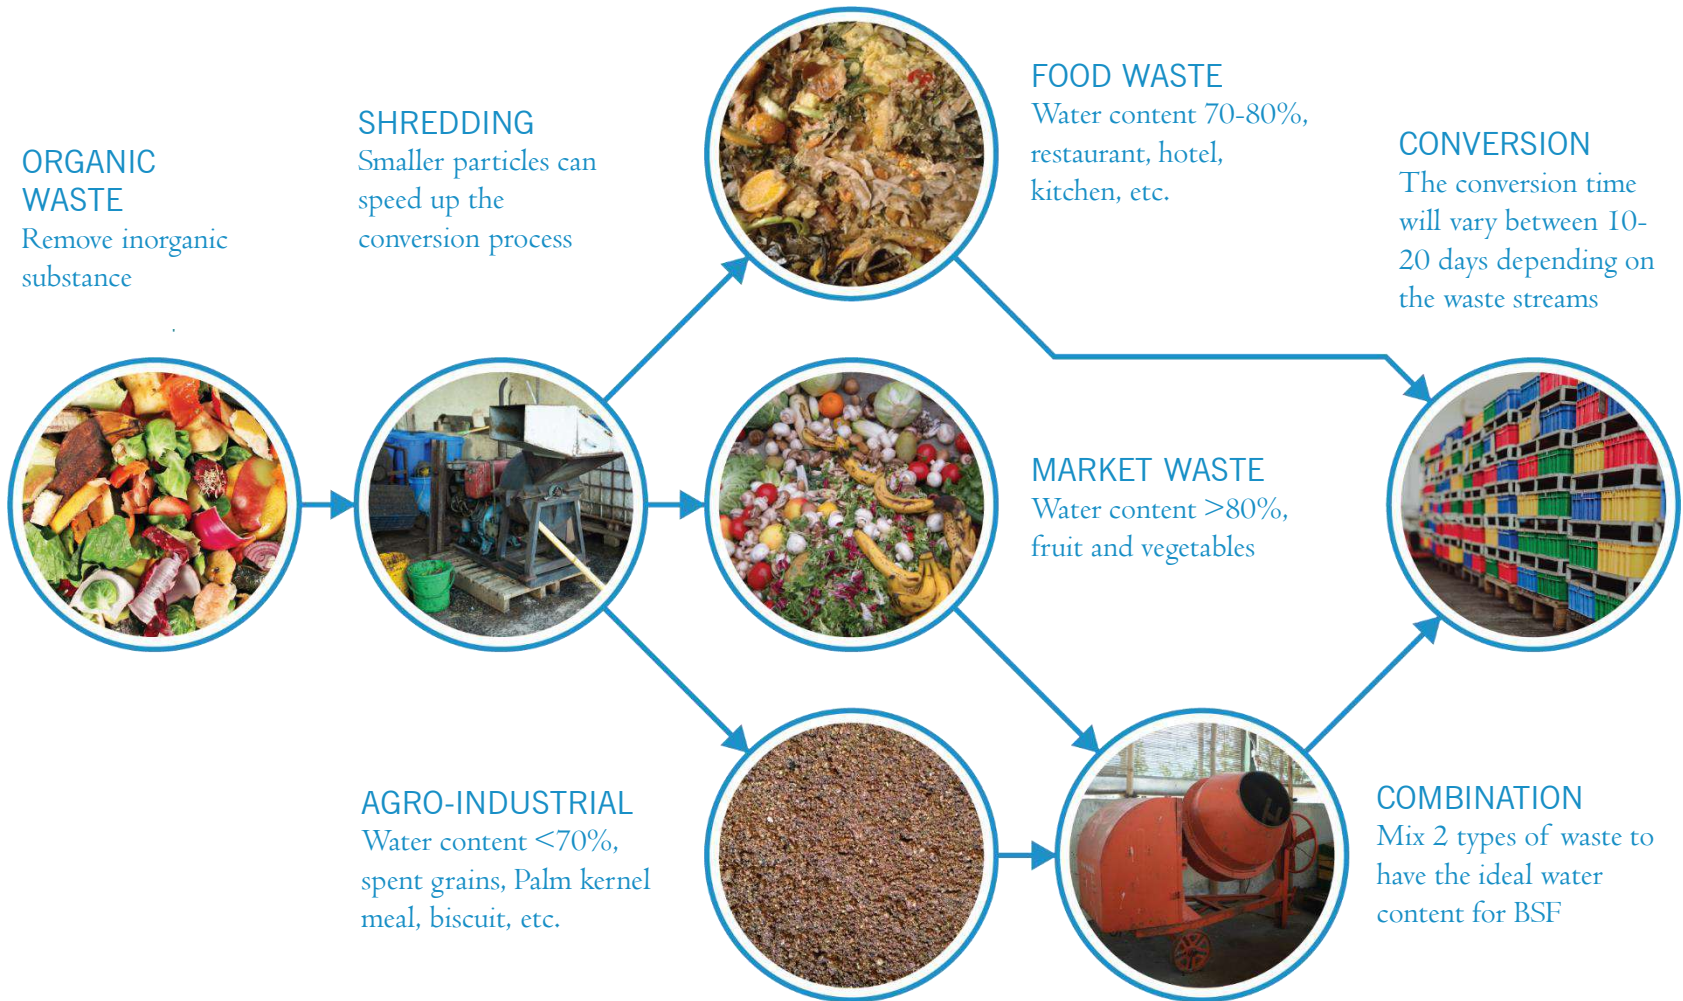 ORGANIC
WASTE
Remove inorganic
substance
.
SHREDDING
Smaller particles can
speed up the
conversion process
FOOD WASTE
Water content 70-80%,
restaurant, hotel,
kitchen, etc.
CONVERSION
The conversion time
will vary between 10-
20 days depending on
the waste streams
MARKET WASTE
Water content >80%,
fruit and vegetables
AGRO-INDUSTRIAL
Water content <70%,
spent grains, Palm kernel
meal, biscuit, etc.
COMBINATION
Mix 2 types of waste to
have the ideal water
content for BSF